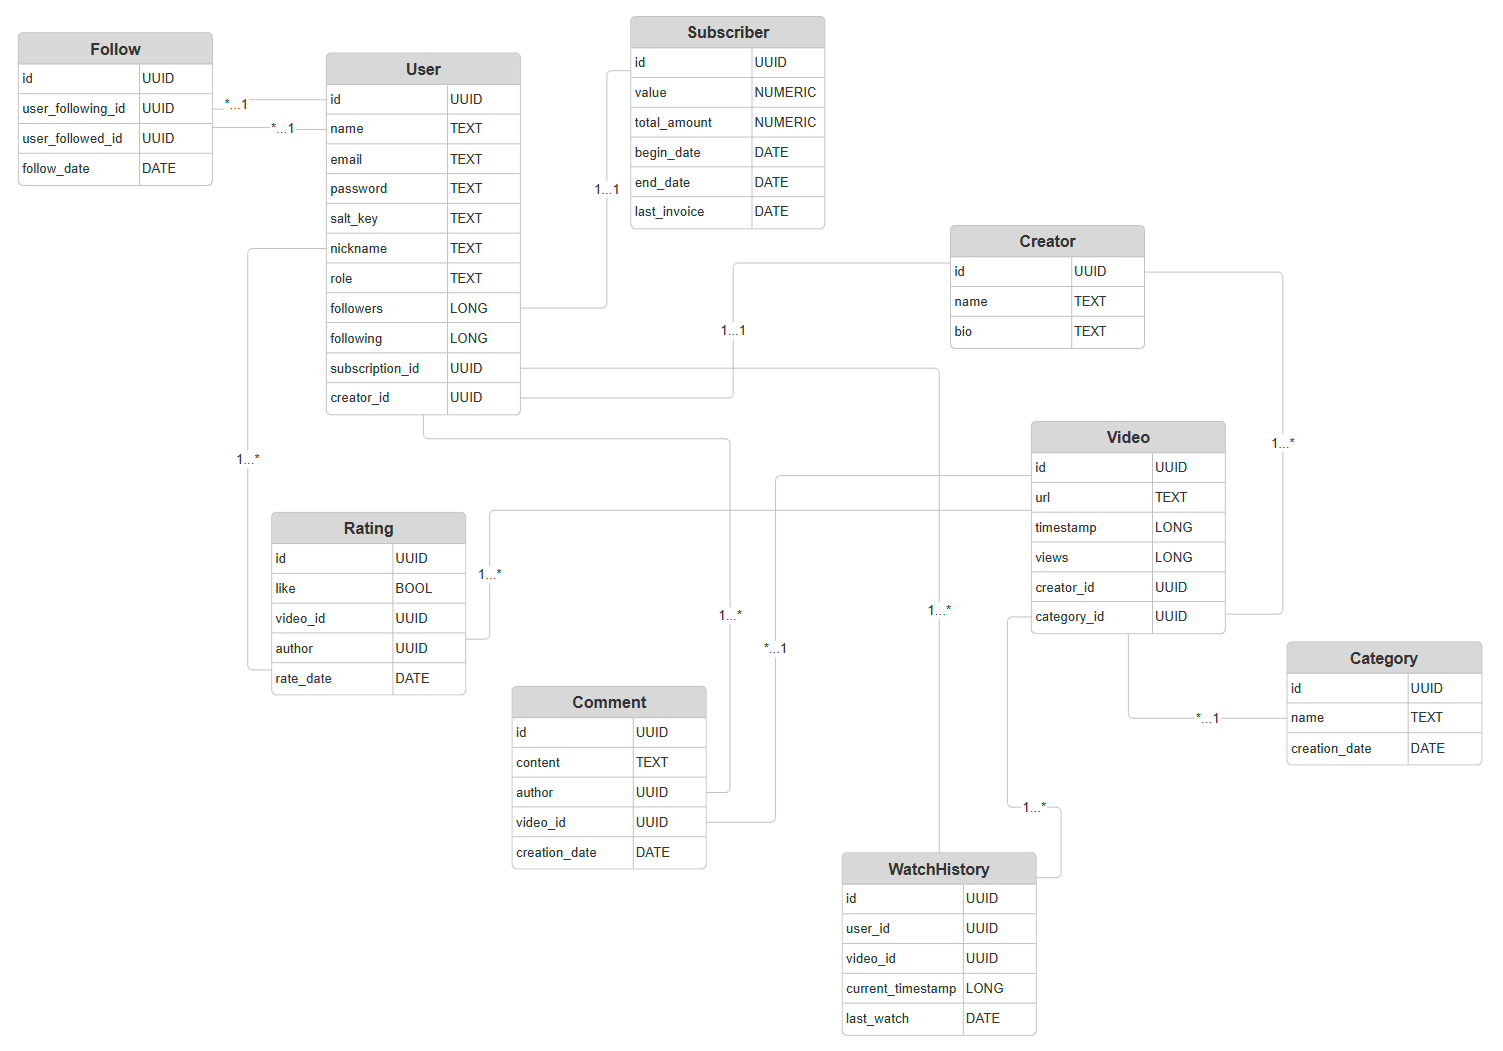 Follow
id UUID
user_following_id UUID
user_followed_id UUID
follow_date DATE
*...1
*...1
User
id UUID
name TEXT
email TEXT
password TEXT
salt_key TEXT
nickname TEXT
role TEXT
followers LONG
following LONG
subscription_id UUID
creator_id UUID
Subscriber
id UUID
value NUMERIC
total_amount NUMERIC
begin_date DATE
end_date DATE
last_invoice DATE
1...1
Creator
id UUID
name TEXT
bio TEXT
1...1
1...*
Video
id UUID
url TEXT
timestamp LONG
views LONG
creator_id UUID
category_id UUID
1...*
Rating
id UUID
like BOOL
video_id UUID
author UUID
rate_date DATE
1...*
1...*
*...1
1...*
Category
id UUID
name TEXT
creation_date DATE
*...1
Comment
id UUID
content TEXT
author UUID
video_id UUID
creation_date DATE
1...*
WatchHistory
id UUID
user_id UUID
video_id UUID
current_timestamp LONG
last_watch DATE